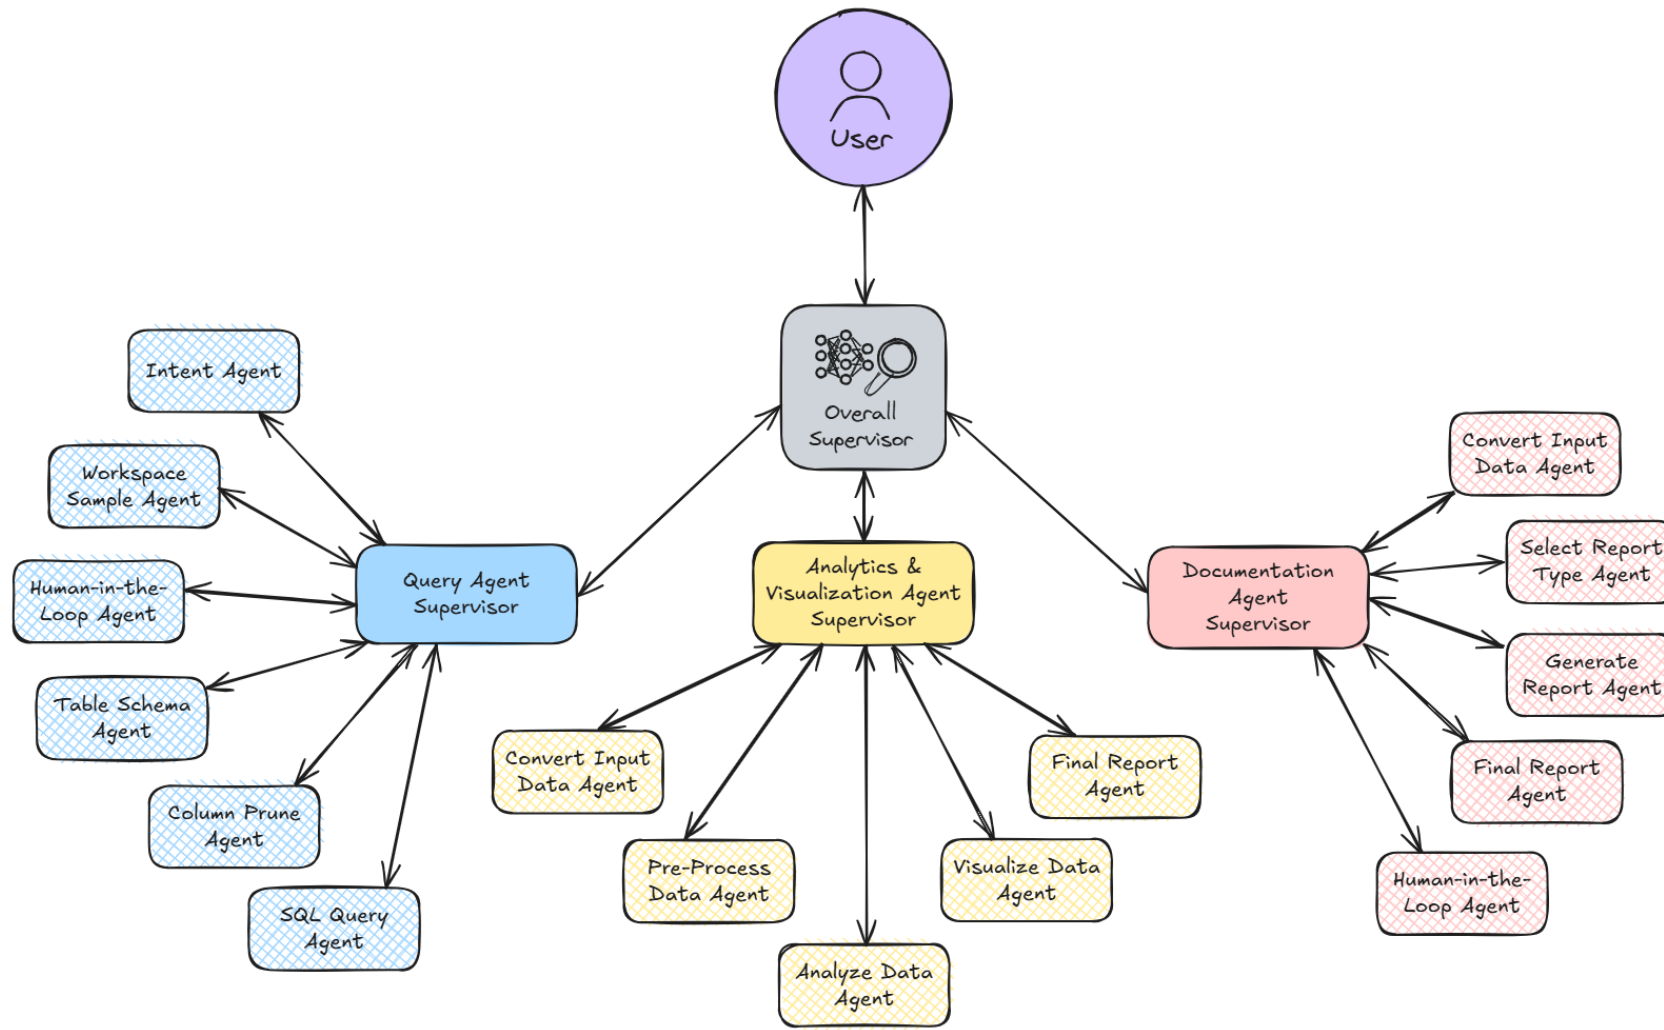 User
Overall
Supervisor
Query Agent
Supervisor
Intent Agent
Workspace
Sample Agent
Human-in-the-
Loop Agent
Table Schema
Agent
Column Prune
Agent
SQL Query
Agent
Analytics &
Visualization Agent
Supervisor
Convert Input
Data Agent
Pre-Process
Data Agent
Analyze Data
Agent
Visualize Data
Agent
Final Report
Agent
Documentation
Agent
Supervisor
Convert Input
Data Agent
Select Report
Type Agent
Generate
Report Agent
Final Report
Agent
Human-in-the-
Loop Agent